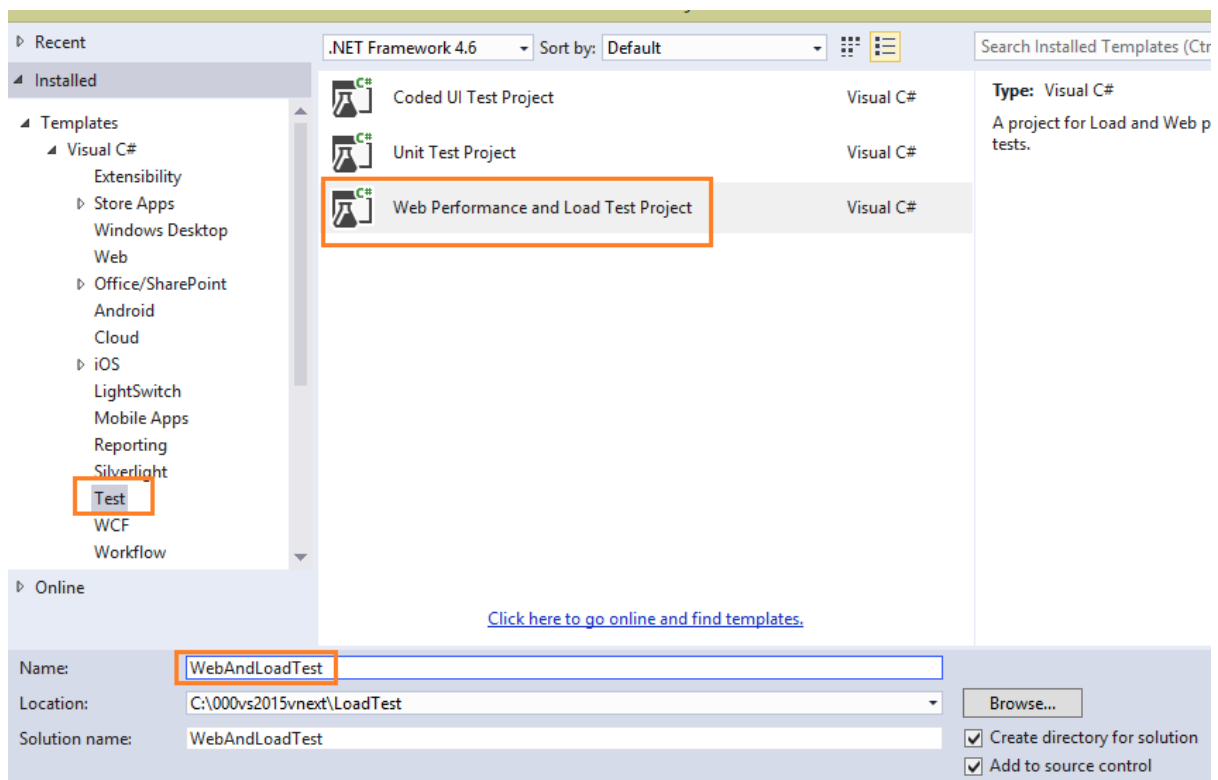 Recent
.NET Framework 4.6 Sort by: Default
Search Installed Templates (Ctr
Installed
Templates
Visual C#
Extensibility
Store Apps
Windows Desktop
Web
Office/SharePoint
Android
Cloud
iOS
LightSwitch
Mobile Apps
Reporting
Silverlight
Test
WCF
Workflow
Online
C# Coded UI Test Project Visual C#
C# Unit Test Project Visual C#
C# Web Performance and Load Test Project Visual C#
Click here to go online and find templates.
Type: Visual C#
A project for Load and Web p
tests.
Name: WebAndLoadTest
Location: C:\000vs2015vnext\LoadTest Browse...
Solution name: WebAndLoadTest
Create directory for solution
Add to source control